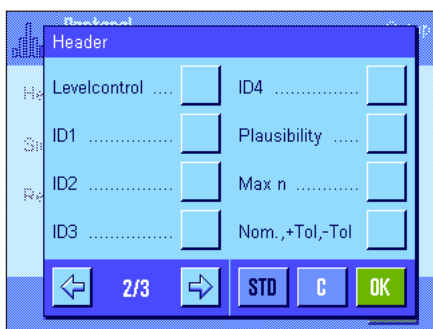 Header
Levelcontrol ....
ID1 ...............
ID2 ...............
ID3 ...............
ID4 ...............
Plausibility .....
Max n ...........
Nom.,+Tol,-Tol
2/3
STD
C
OK